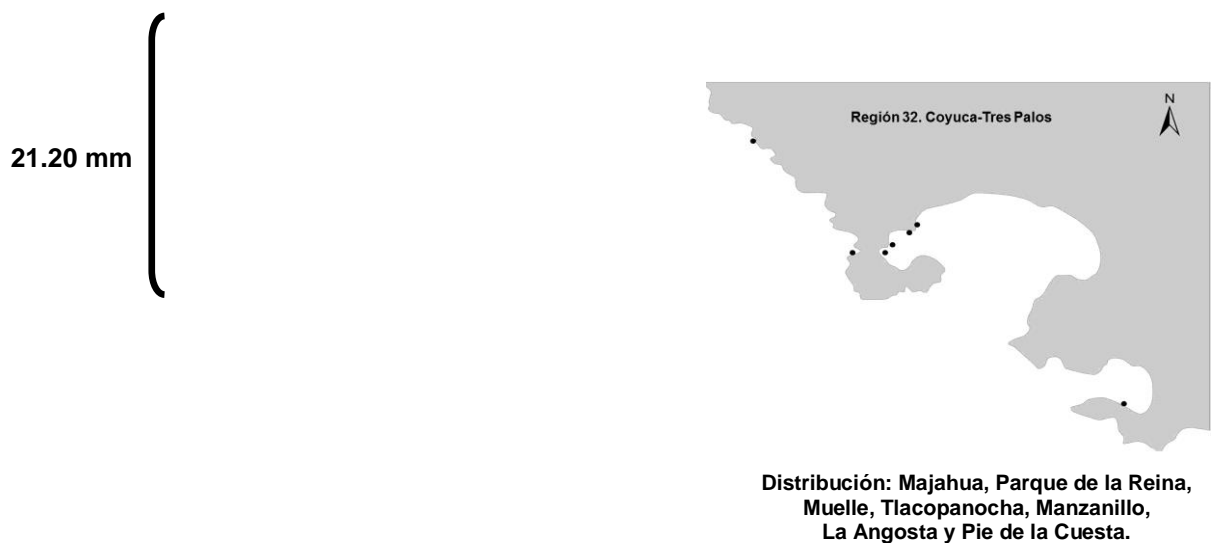 21.20 mm
Región 32. Coyuca-Tres Palos
N
Distribución: Majahua, Parque de la Reina,
Muelle, Tlacopanocha, Manzanillo,
La Angosta y Pie de la Cuesta.